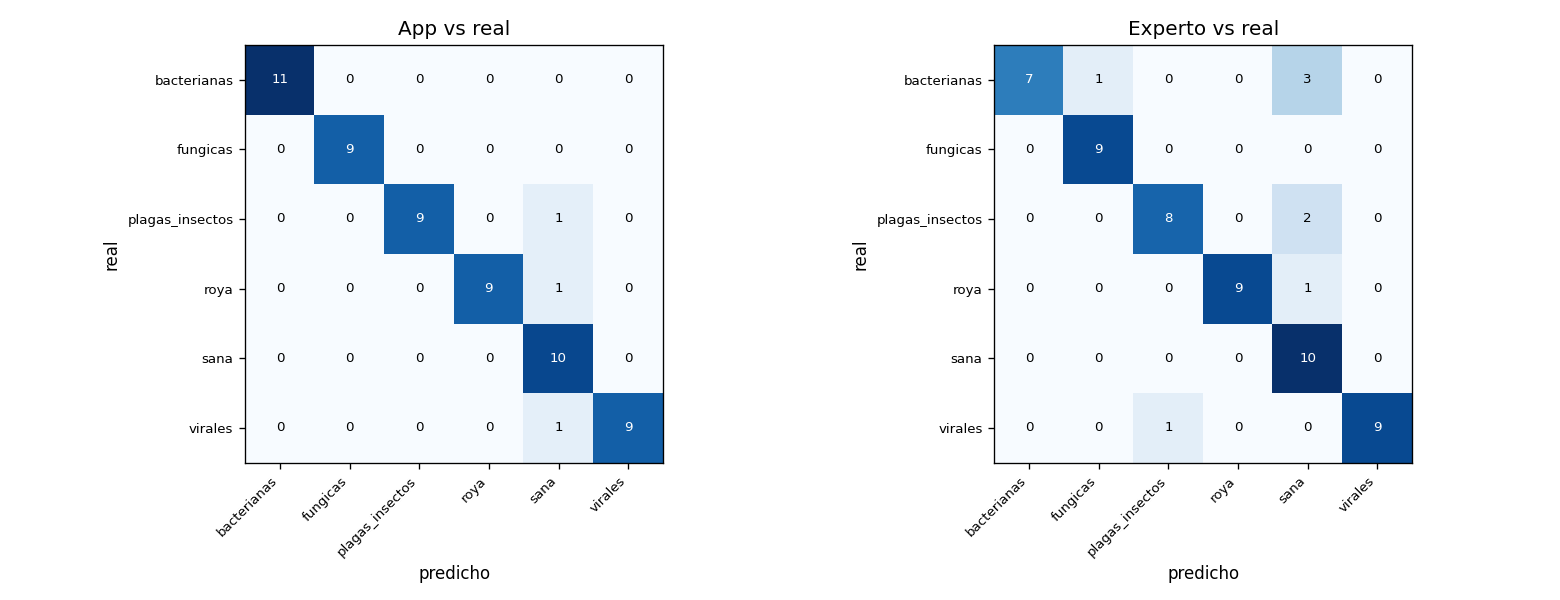 App vs real
real
bacterianas 11 0 0 0 0 0
fungicas 0 9 0 0 0 0
plagas_insectos 0 0 9 0 1 0
roya 0 0 0 9 1 0
sana 0 0 0 0 10 0
virales 0 0 0 0 1 9
bacterianas fungicas plagas_insectos roya sana virales
predicho
Experto vs real
real
bacterianas 7 1 0 0 3 0
fungicas 0 9 0 0 0 0
plagas_insectos 0 0 8 0 2 0
roya 0 0 0 9 1 0
sana 0 0 0 0 10 0
virales 0 0 1 0 0 9
bacterianas fungicas plagas_insectos roya sana virales
predicho